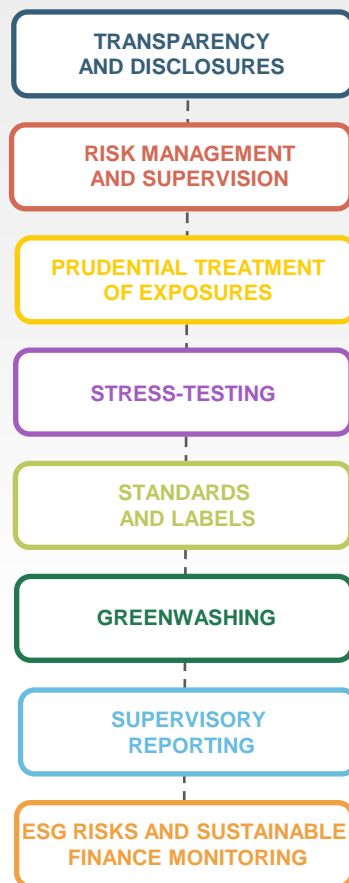 TRANSPARENCY
AND DISCLOSURES
RISK MANAGEMENT
AND SUPERVISION
PRUDENTIAL TREATMENT
OF EXPOSURES
STRESS-TESTING
STANDARDS
AND LABELS
GREENWASHING
SUPERVISORY
REPORTING
ESG RISKS AND SUSTAINABLE
FINANCE MONITORING